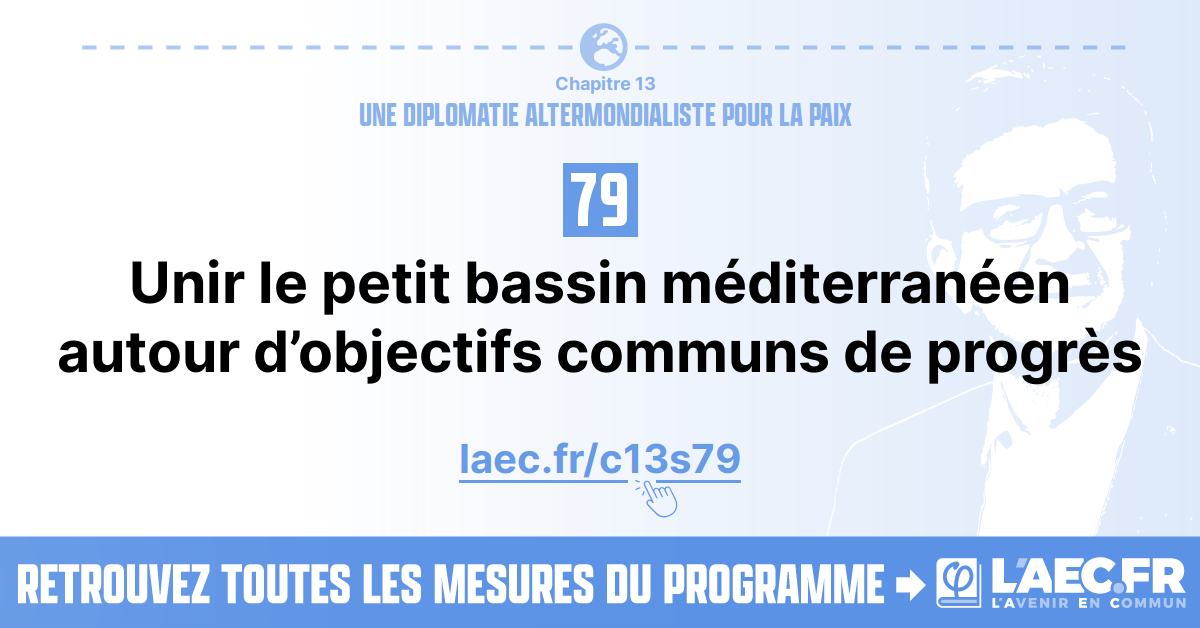 Chapitre 13
UNE DIPLOMATIE ALTERMONDIALISTE POUR LA PAIX
79
Unir le petit bassin méditerranéen
autour d’objectifs communs de progrès
laec.fr/c13s79
RETROUVEZ TOUTES LES MESURES DU PROGRAMME
φ L'AEC.FR
L'AVENIR EN COMMUN